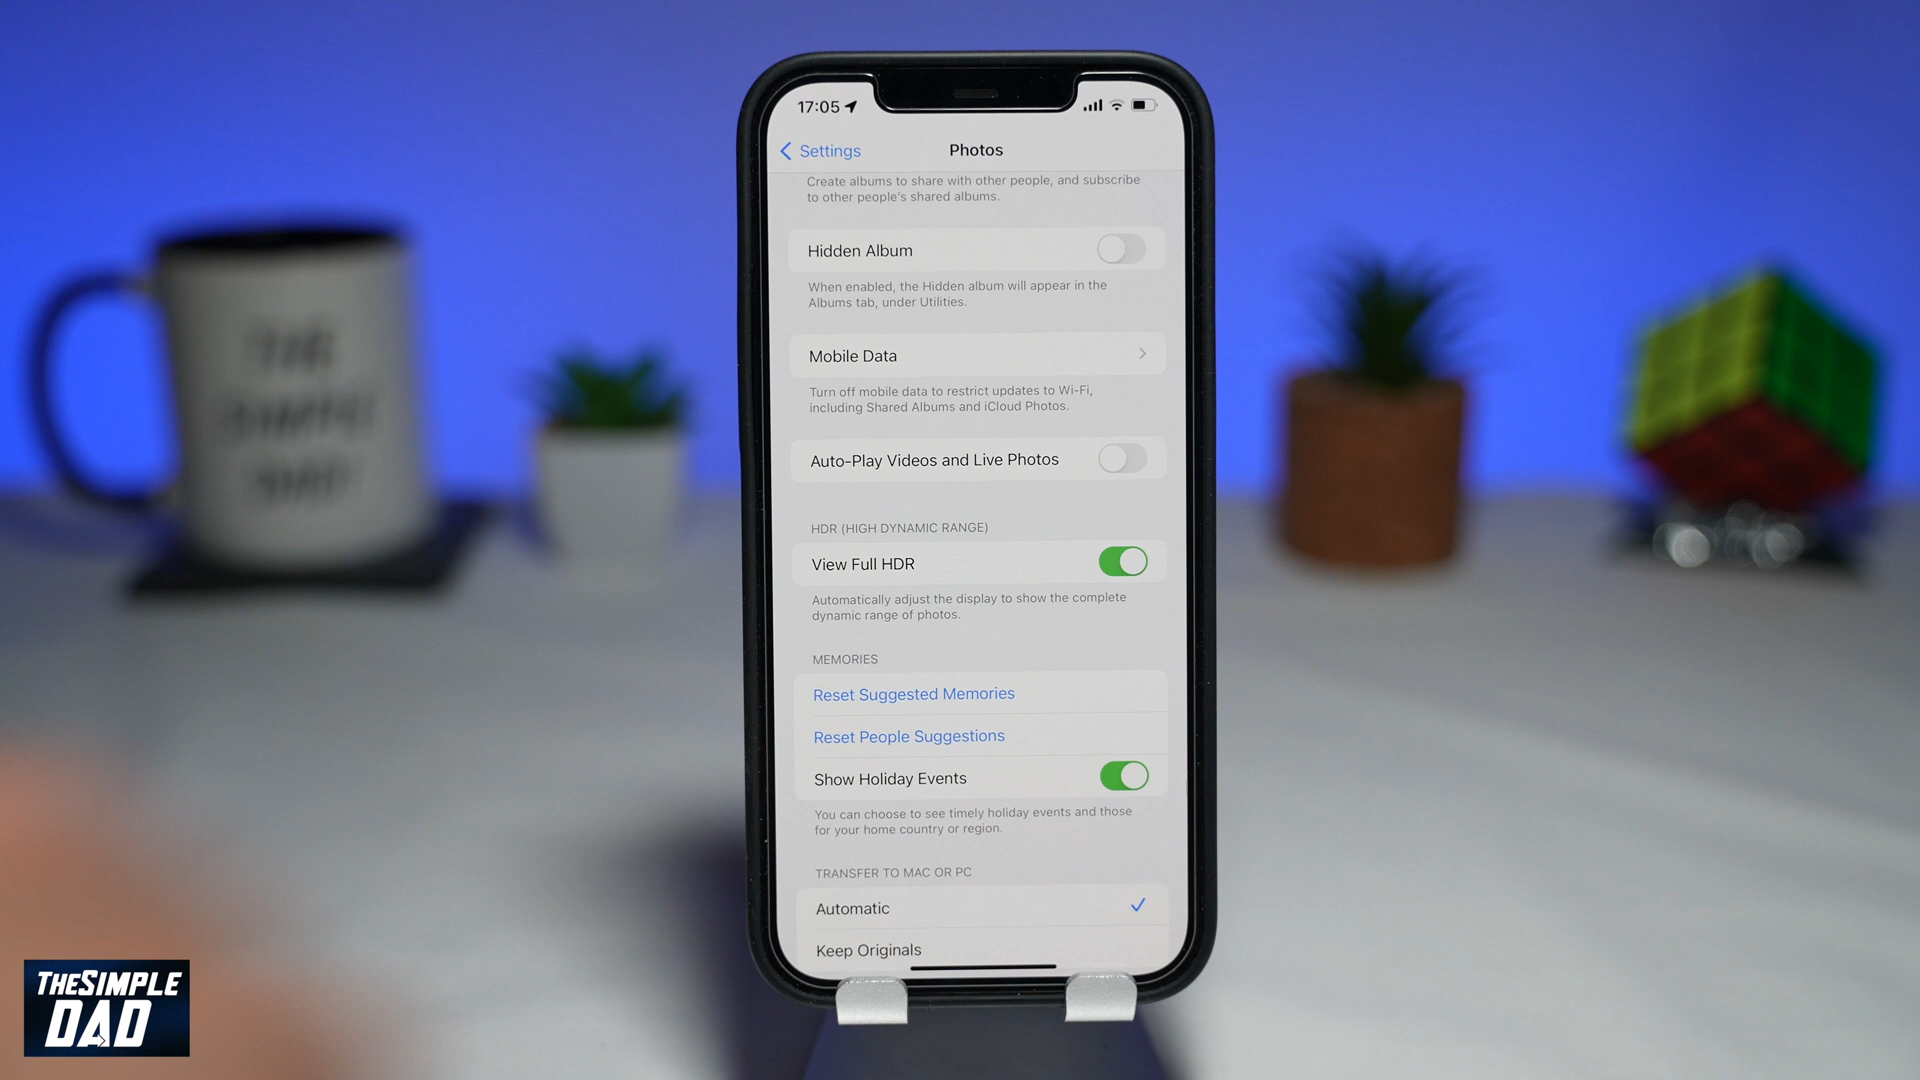 17:05
Settings
Photos
Create albums to share with other people, and subscribe
to other people's shared albums.
Hidden Album
When enabled, the Hidden album will appear in the
Albums tab, under Utilities.
Mobile Data
Turn off mobile data to restrict updates to Wi-Fi,
including Shared Albums and iCloud Photos.
Auto-Play Videos and Live Photos
HDR (HIGH DYNAMIC RANGE)
View Full HDR
Automatically adjust the display to show the complete
dynamic range of photos.
MEMORIES
Reset Suggested Memories
Reset People Suggestions
Show Holiday Events
You can choose to see timely holiday events and those
for your home country or region.
TRANSFER TO MAC OR PC
Automatic
Keep Originals
THE
SIMPLE
DAD
THESIMPLE
DAD